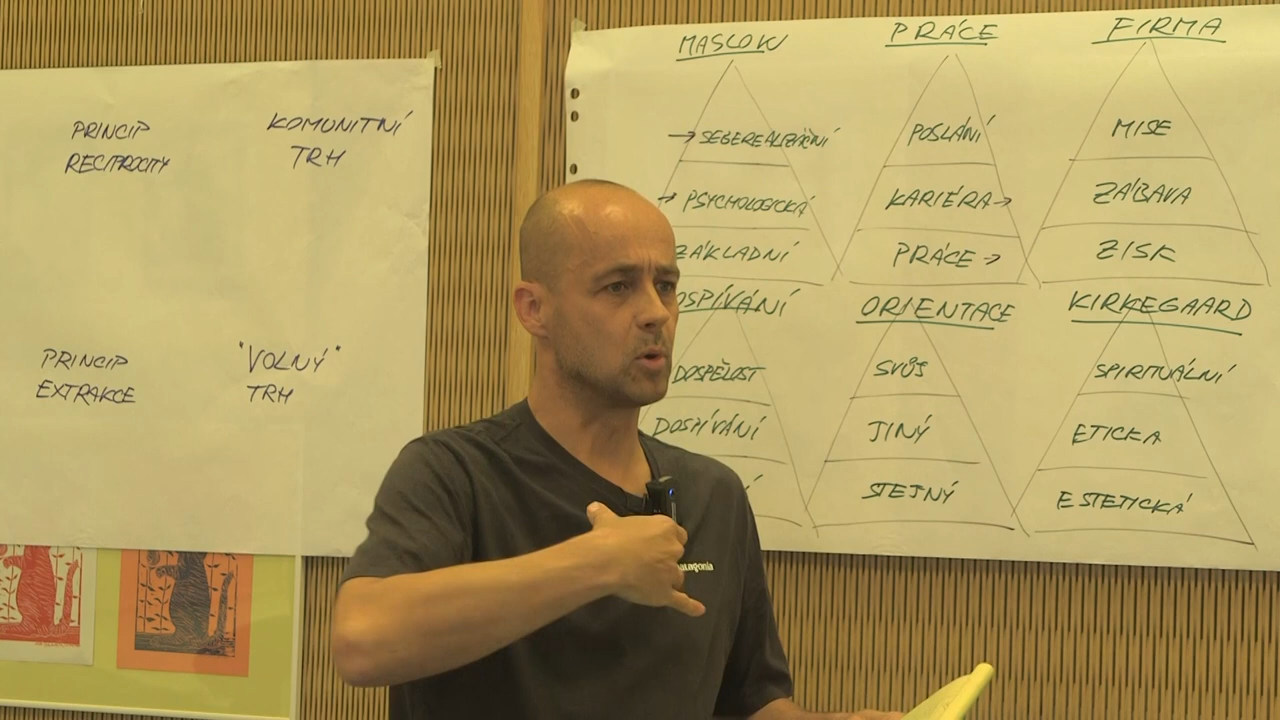 PRINCIP
RECIPROCITY
KOMUNITNÍ
TRH
PRINCIP
EXTRAKCE
"VOLNÝ"
TRH
MASLOW
→ SEBEREALIZAČNÍ
→ PSYCHOLOGICKÁ
ZÁKLADNÍ
PRÁCE
POSLÁNÍ
KARIÉRA →
PRÁCE →
FIRMA
MISE
ZÁBAVA
ZISK
OSPÍVÁNÍ
DOSPĚLOST
DOSPÍVÁNÍ
ORIENTACE
SVŮJ
JINÝ
STEJNÝ
KIRKEGAARD
SPIRITUÁLNÍ
ETICKÁ
ESTETICKÁ
patagonia